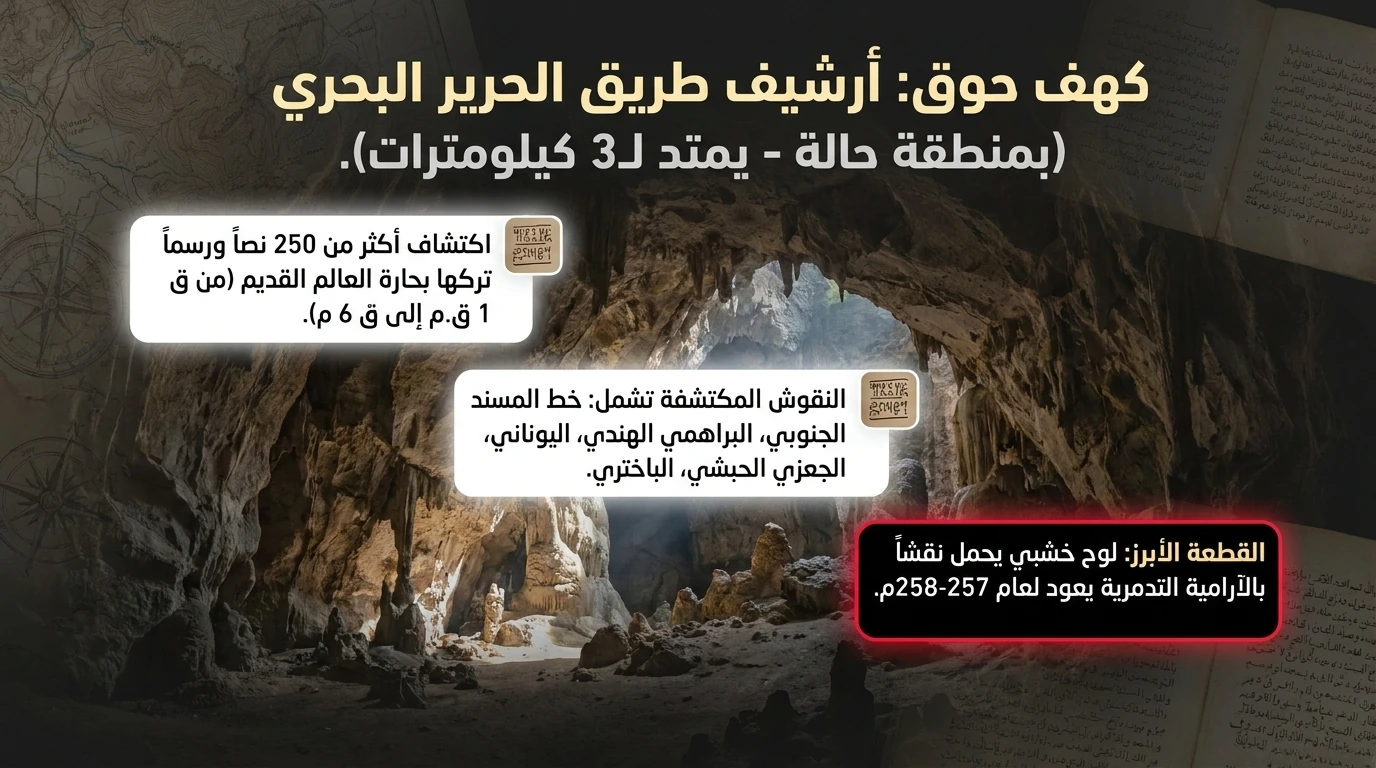 كهف حوق: أرشيف طريق الحرير البحري
(بمنطقة حالة - يمتد لـ3 كيلومترات).
اكتشاف أكثر من 250 نصاً ورسماً
تركها بحارة العالم القديم (من ق
1 ق.م إلى ق 6 م).
النقوش المكتشفة تشمل: خط المسند
الجنوبي، البراهمي الهندي، اليوناني،
الجعزي الحبشي، الباختري.
القطعة الأبرز: لوح خشبي يحمل نقشاً
بالآرامية التدمرية يعود لعام 257-258م.